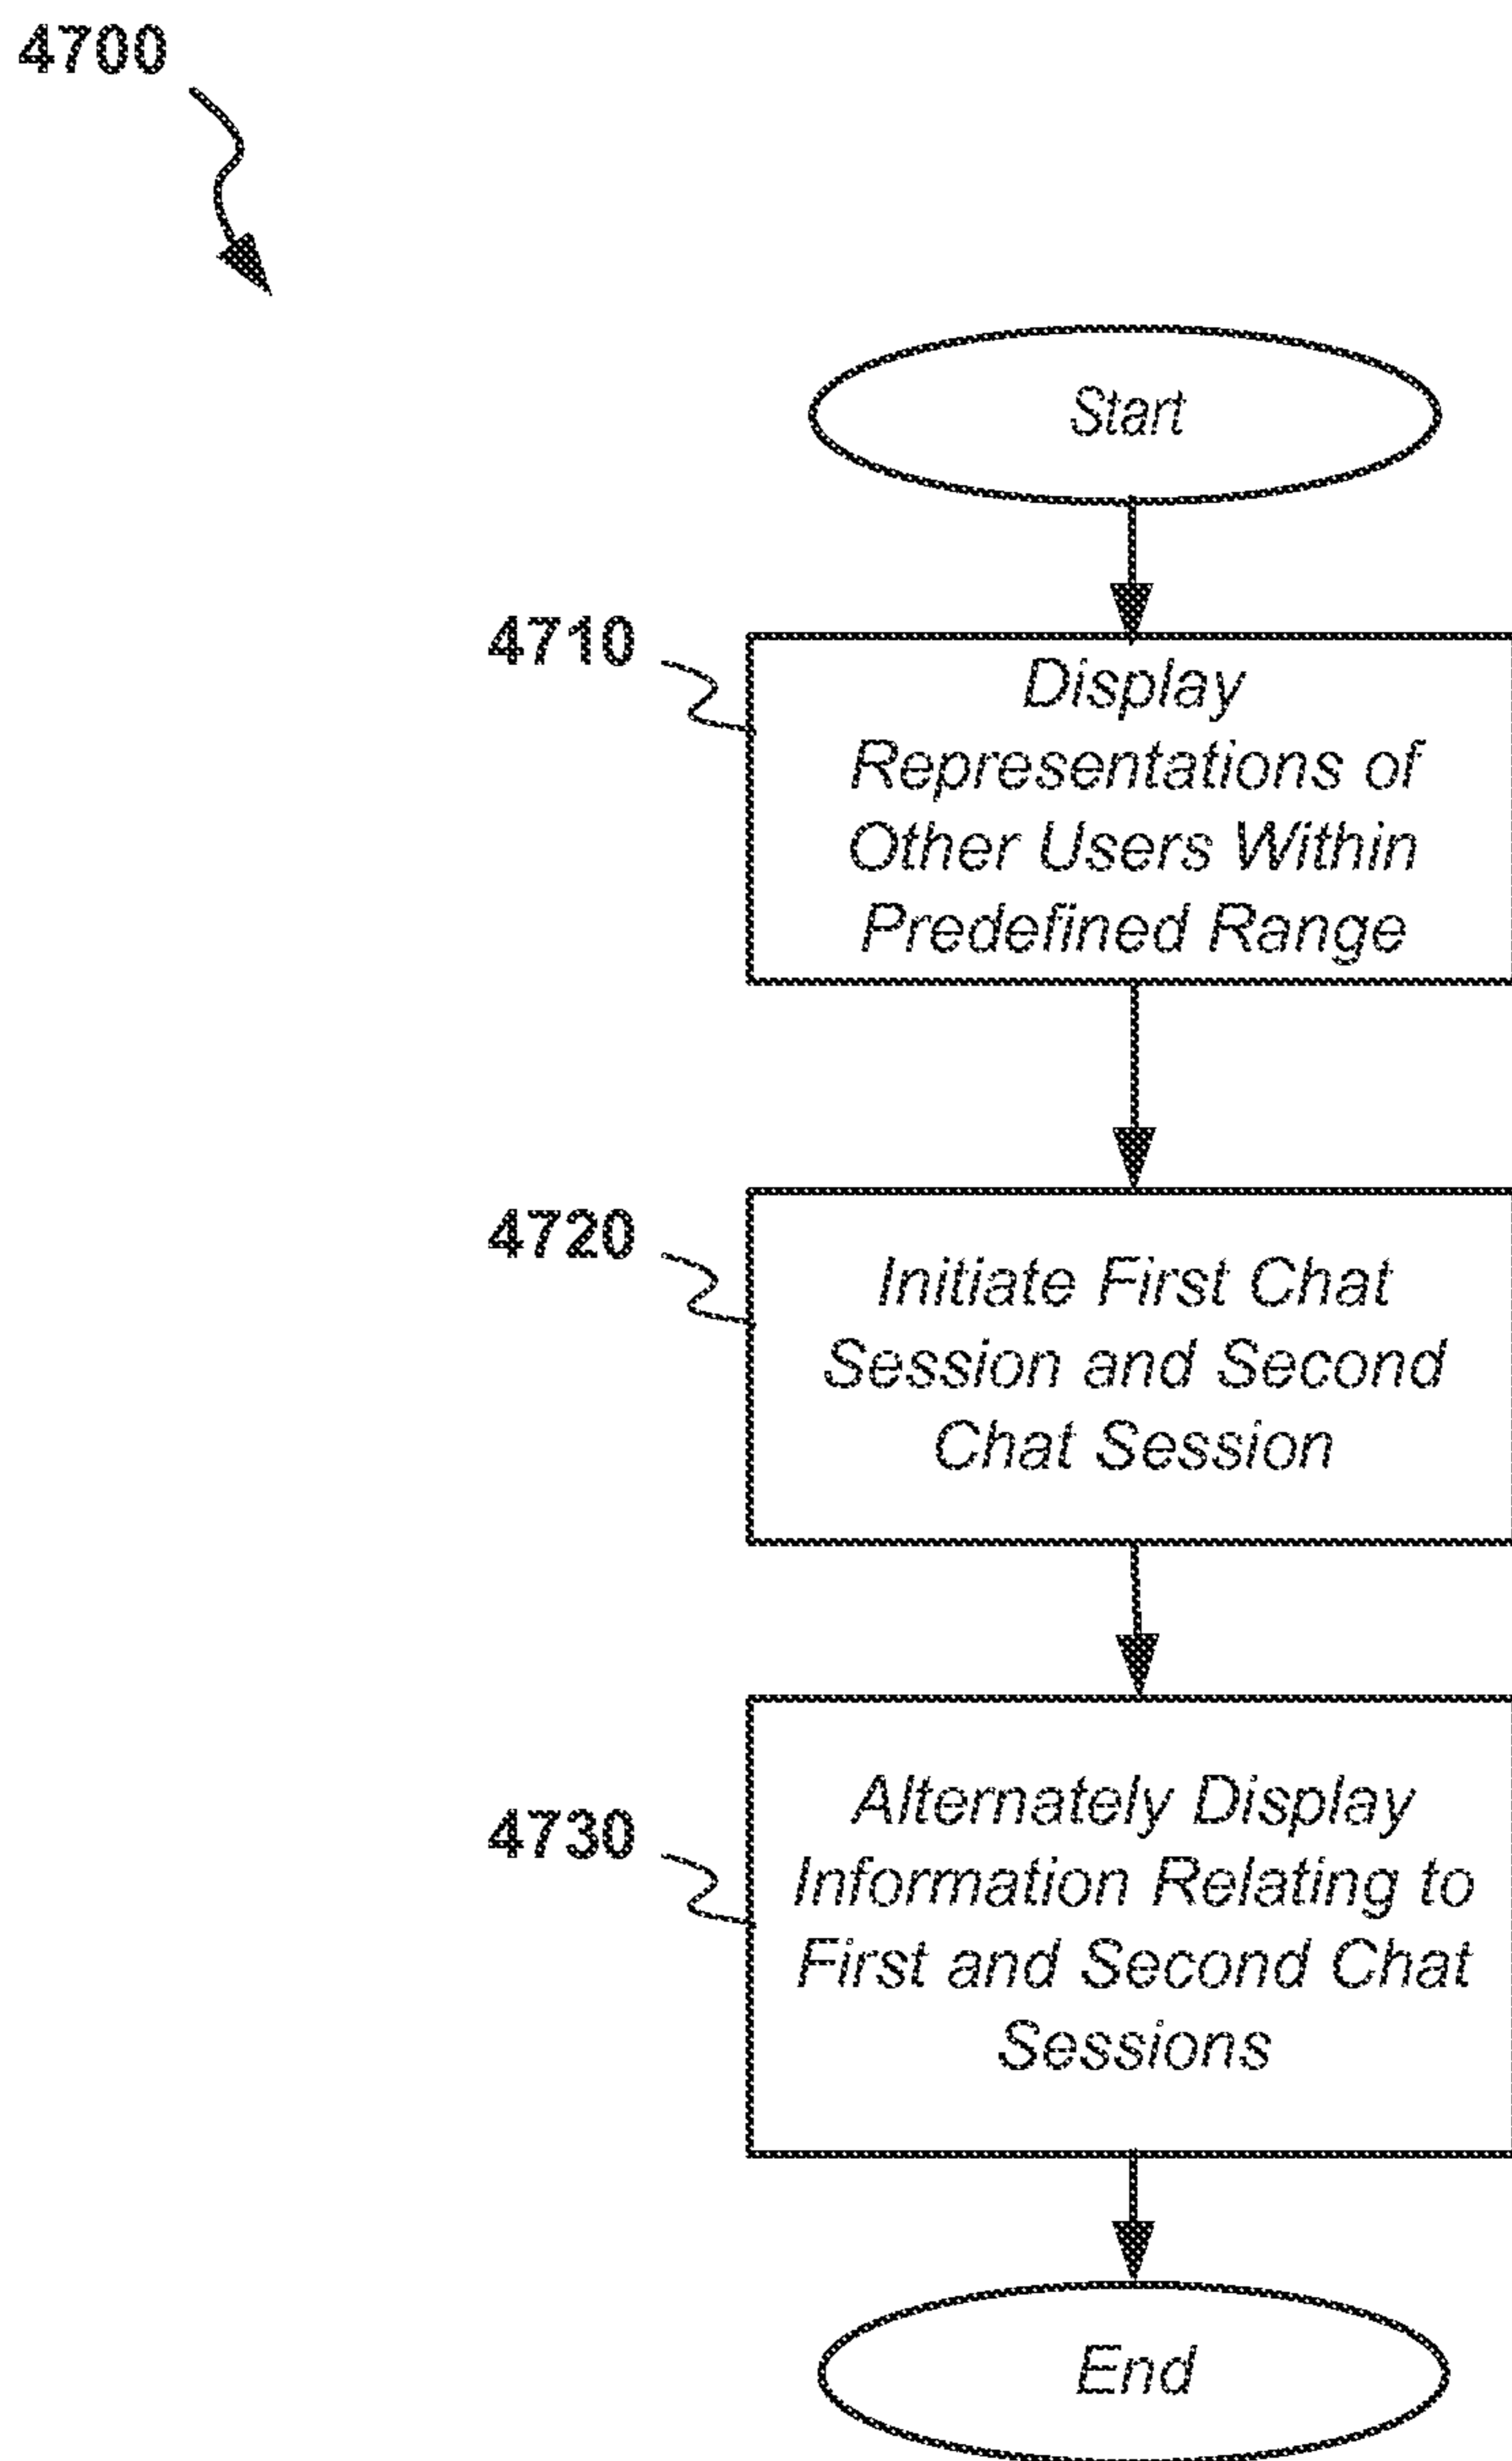 4700
Start
4710
Display
Representations of
Other Users Within
Predefined Range
4720
Initiate First Chat
Session and Second
Chat Session
4730
Alternately Display
Information Relating to
First and Second Chat
Sessions
End